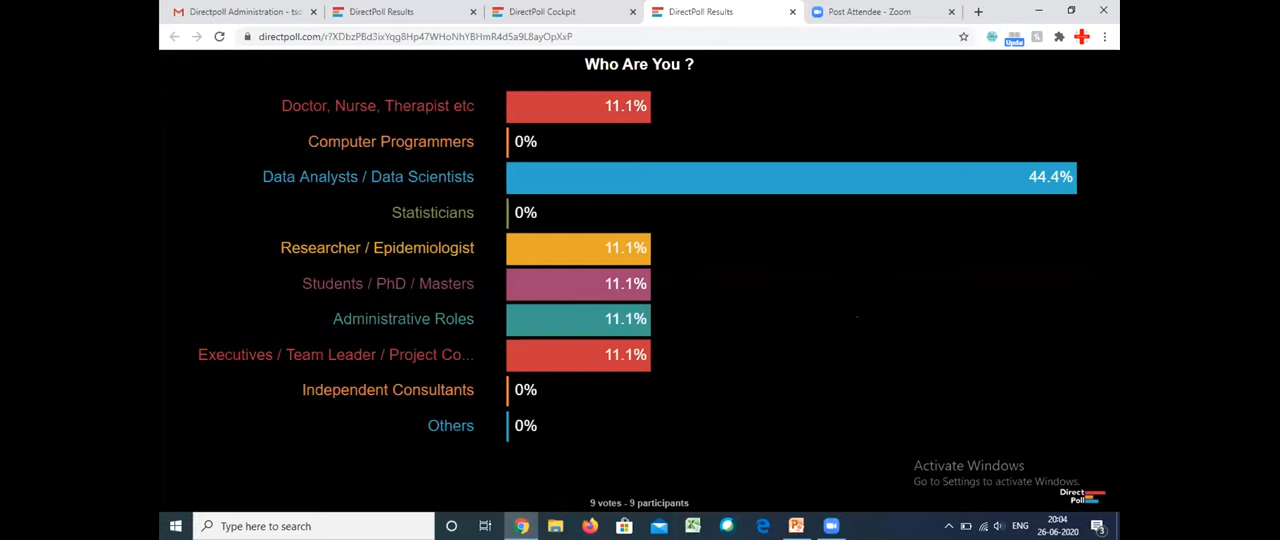 Directpoll Administration - tso
DirectPoll Results
DirectPoll Cockpit
DirectPoll Results
Post Attendee - Zoom
directpoll.com/r?XDbzPBd3ixYqg8Hp47WHoNhYBHmR4d5a9L8ayOpXxP
Upda
Who Are You ?
Doctor, Nurse, Therapist etc 11.1%
Computer Programmers 0%
Data Analysts / Data Scientists 44.4%
Statisticians 0%
Researcher / Epidemiologist 11.1%
Students / PhD / Masters 11.1%
Administrative Roles 11.1%
Executives / Team Leader / Project Co... 11.1%
Independent Consultants 0%
Others 0%
Activate Windows
Go to Settings to activate Windows.
Direct
Poll
9 votes - 9 participants
Type here to search
ENG
20:04
26-06-2020
3